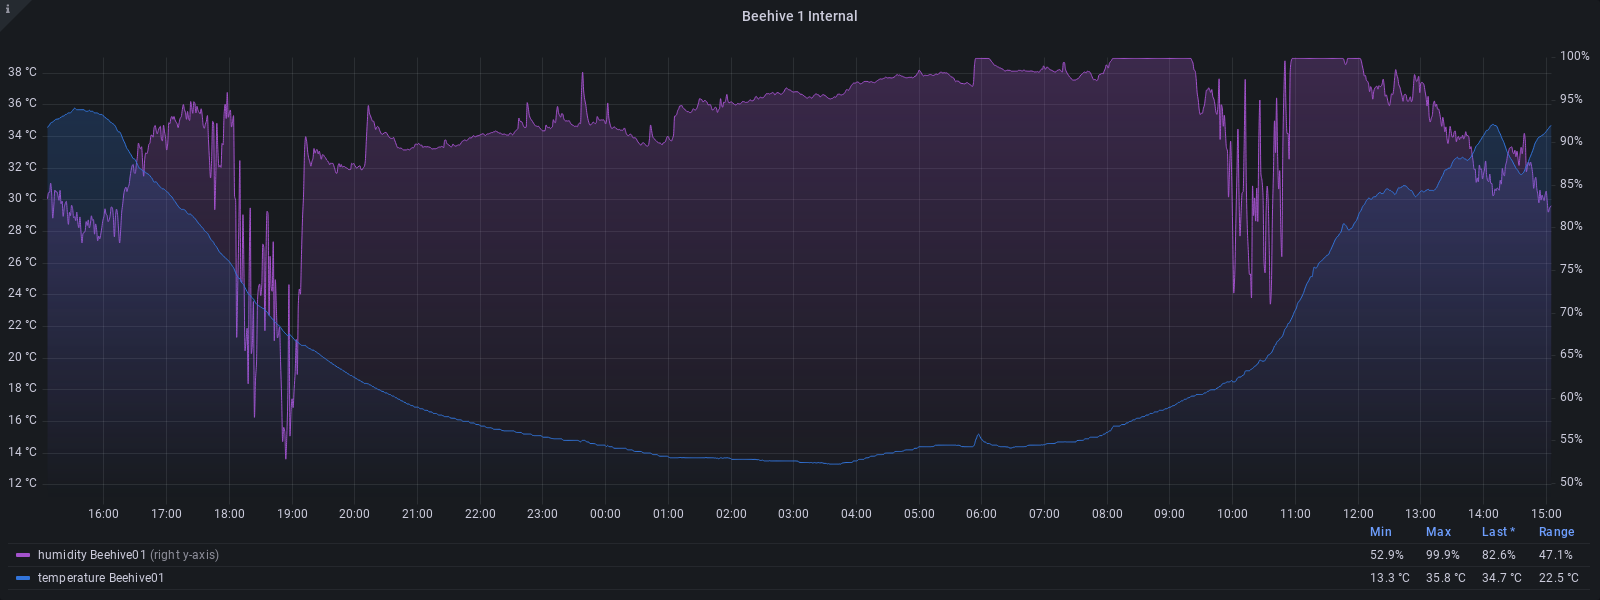 i
Beehive 1 Internal
38 °C
36 °C
34 °C
32 °C
30 °C
28 °C
26 °C
24 °C
22 °C
20 °C
18 °C
16 °C
14 °C
12 °C
100%
95%
90%
85%
80%
75%
70%
65%
60%
55%
50%
16:00 17:00 18:00 19:00 20:00 21:00 22:00 23:00 00:00 01:00 02:00 03:00 04:00 05:00 06:00 07:00 08:00 09:00 10:00 11:00 12:00 13:00 14:00 15:00
Min Max Last * Range
humidity Beehive01 (right y-axis) 52.9% 99.9% 82.6% 47.1%
temperature Beehive01 13.3 °C 35.8 °C 34.7 °C 22.5 °C